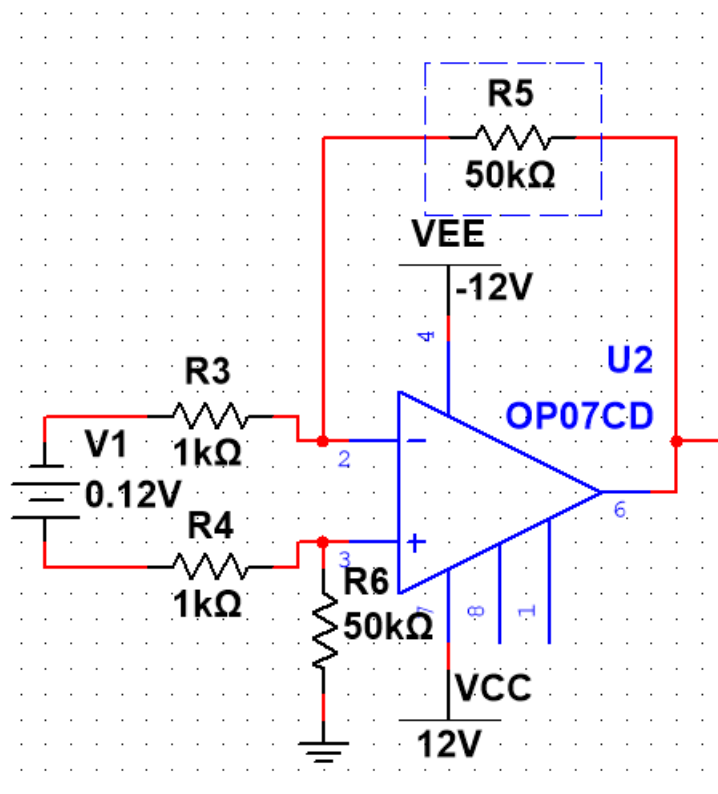 R5
50kΩ
VEE
-12V
4
U2
OP07CD
R3
1kΩ
2
V1
0.12V
R4
1kΩ
3
6
R6
50kΩ
7
8
1
VCC
12V